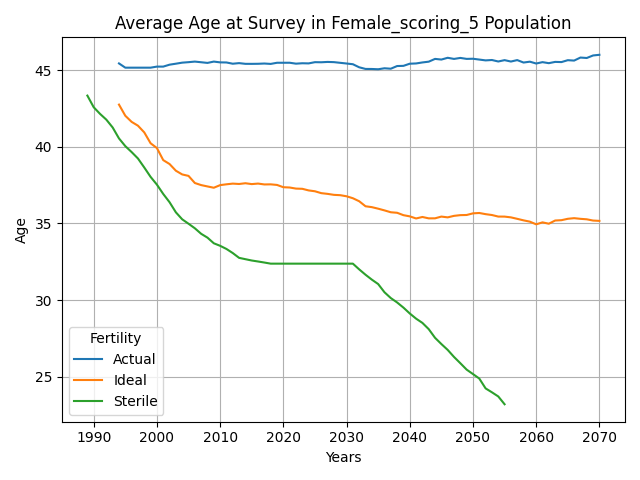 Average Age at Survey in Female_scoring_5 Population
Age
45
40
35
30
25
Fertility
Actual
Ideal
Sterile
1990 2000 2010 2020 2030 2040 2050 2060 2070
Years